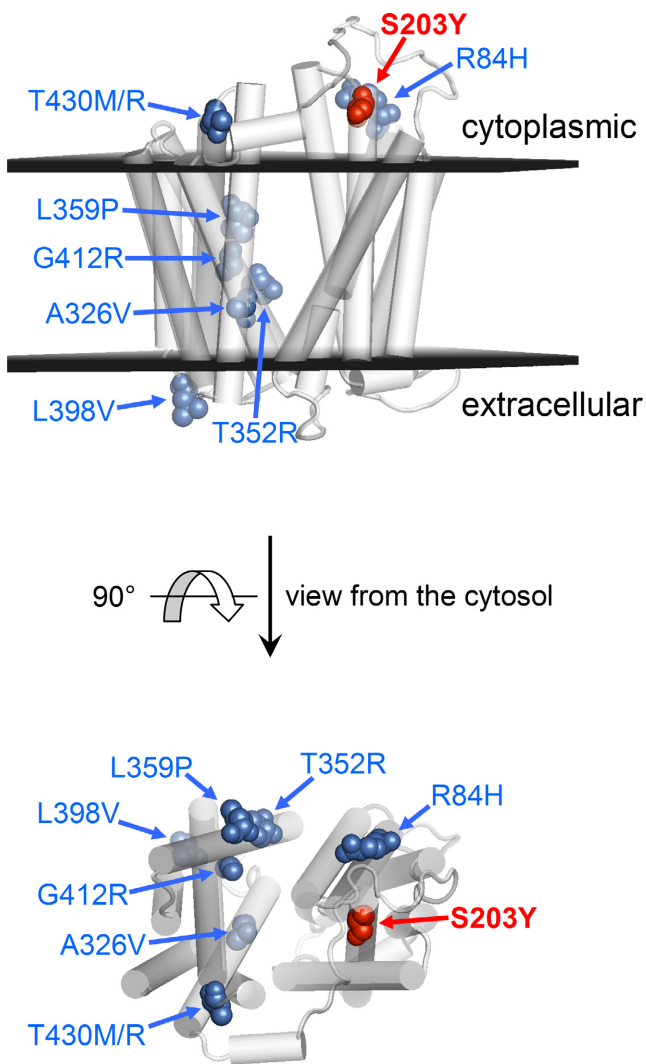 S203Y
R84H
T430M/R
cytoplasmic
L359P
G412R
A326V
L398V
T352R
extracellular
90°
view from the cytosol
L359P
T352R
R84H
L398V
G412R
S203Y
A326V
T430M/R